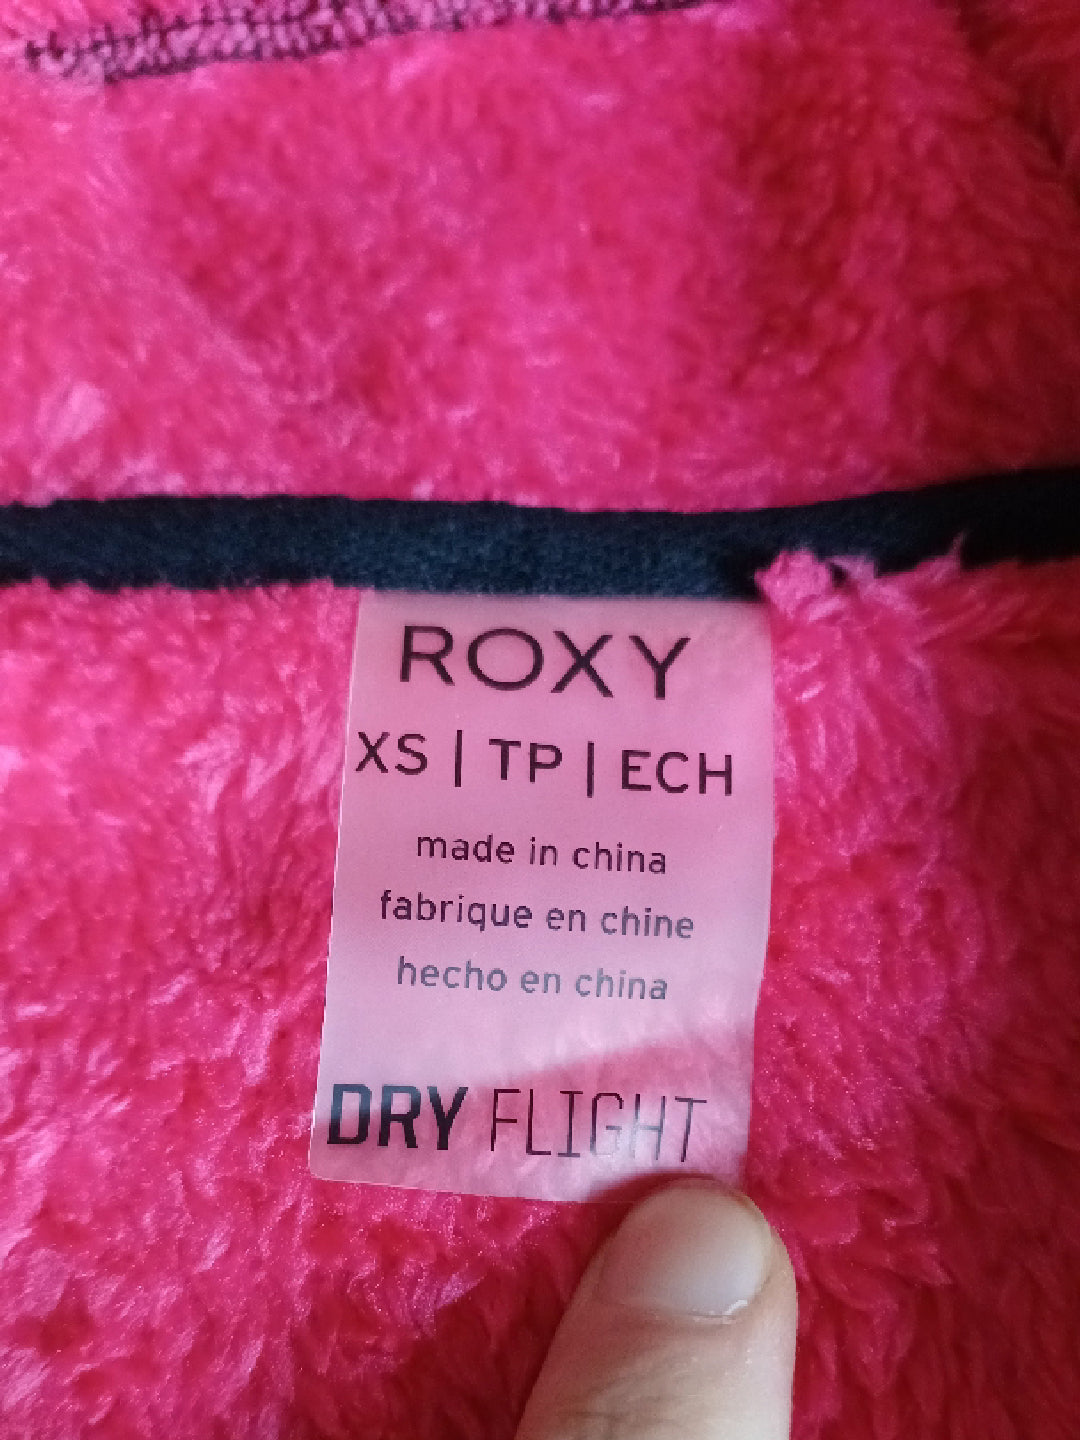 ROXY
XS | TP | ECH
made in china
fabrique en chine
hecho en china
DRY FLIGHT